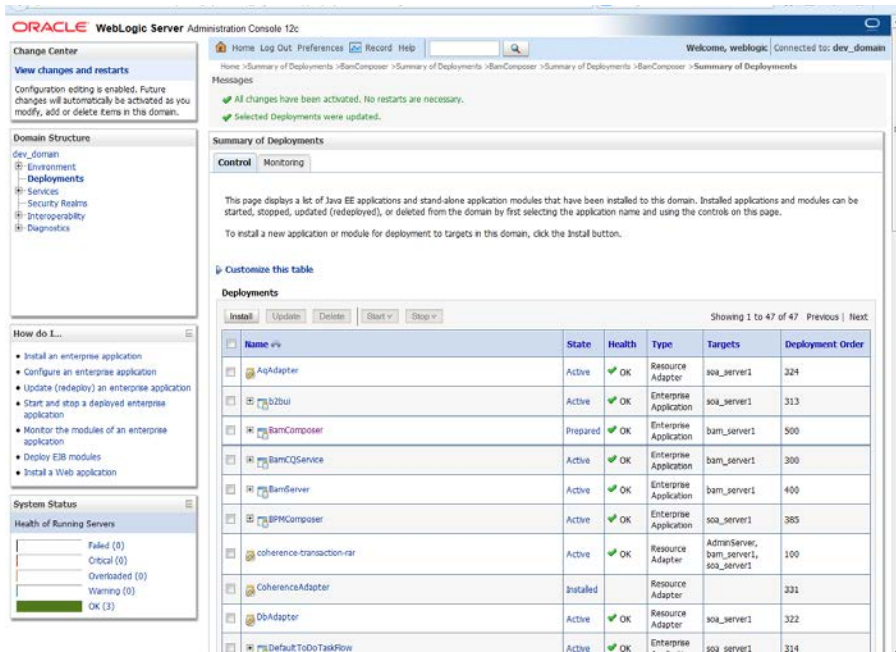 ORACLE WebLogic Server Administration Console 12c
Change Center
View changes and restarts
Configuration editing is enabled. Future
changes will automatically be activated as you
modify, add or delete items in this domain.
Domain Structure
dev_domain
Environment
Deployments
Services
Security Realms
Interoperability
Diagnostics
How do I...
Install an enterprise application
Configure an enterprise application
Update (redeploy) an enterprise application
Start and stop a deployed enterprise
application
Monitor the modules of an enterprise
application
Deploy EJB modules
Install a Web application
System Status
Health of Running Servers
Failed (0)
Critical (0)
Overloaded (0)
Warning (0)
OK (3)
Home Log Out Preferences Record Help
Welcome, weblogic Connected to: dev_domain
Home >Summary of Deployments >BamComposer >Summary of Deployments >BamComposer >Summary of Deployments >BamComposer >Summary of Deployments
Messages
All changes have been activated. No restarts are necessary.
Selected Deployments were updated.
Summary of Deployments
Control Monitoring
This page displays a list of Java EE applications and stand-alone application modules that have been installed to this domain. Installed applications and modules can be
started, stopped, updated (redeployed), or deleted from the domain by first selecting the application name and using the controls on this page.
To install a new application or module for deployment to targets in this domain, click the Install button.
Customize this table
Deployments
Install Update Delete Start Stop Showing 1 to 47 of 47 Previous | Next
Name State Health Type Targets Deployment Order
AqAdapter Active OK Resource Adapter soa_server1 324
b2bui Active OK Enterprise Application soa_server1 313
BamComposer Prepared OK Enterprise Application bam_server1 500
BamCQService Active OK Enterprise Application bam_server1 300
BamServer Active OK Enterprise Application bam_server1 400
BPMComposer Active OK Enterprise Application soa_server1 385
coherence-transaction-rar Active OK Resource Adapter AdminServer, bam_server1, soa_server1 100
CoherenceAdapter Installed Resource Adapter 331
DbAdapter Active OK Resource Adapter soa_server1 322
DefaultToDoTaskFlow Active OK Enterprise soa_server1 314